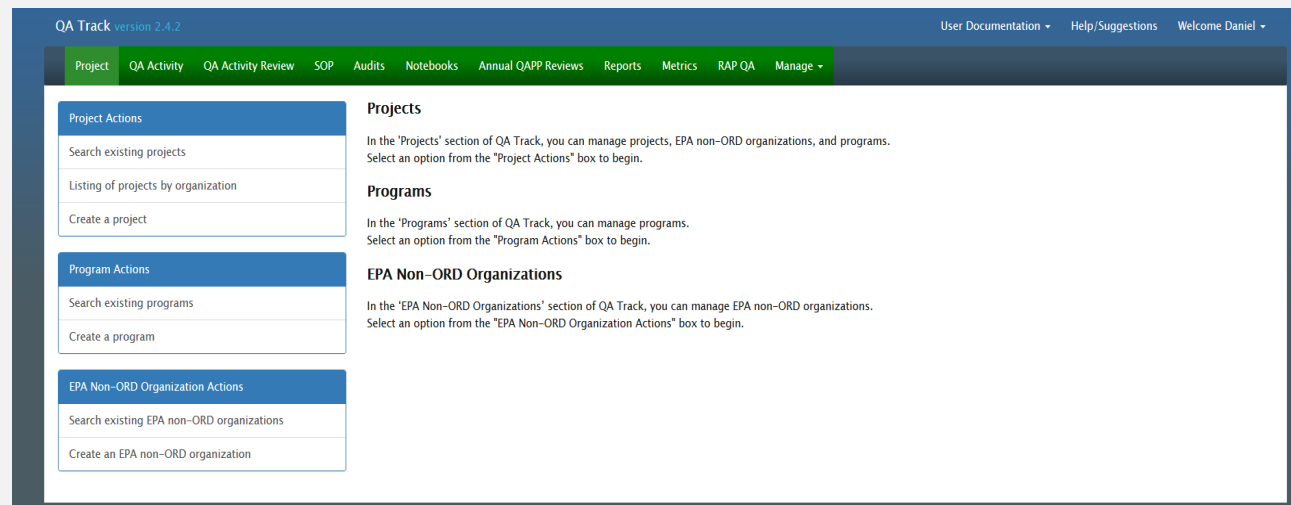 QA Track version 2.4.2
User Documentation
Help/Suggestions
Welcome Daniel
Project
QA Activity
QA Activity Review
SOP
Audits
Notebooks
Annual QAPP Reviews
Reports
Metrics
RAP QA
Manage
Project Actions
Search existing projects
Listing of projects by organization
Create a project
Program Actions
Search existing programs
Create a program
EPA Non-ORD Organization Actions
Search existing EPA non-ORD organizations
Create an EPA non-ORD organization
Projects
In the 'Projects' section of QA Track, you can manage projects, EPA non-ORD organizations, and programs.
Select an option from the "Project Actions" box to begin.
Programs
In the ‘Programs’ section of QA Track, you can manage programs.
Select an option from the "Program Actions" box to begin.
EPA Non-ORD Organizations
In the ‘EPA Non-ORD Organizations’ section of QA Track, you can manage EPA non-ORD organizations.
Select an option from the "EPA Non-ORD Organization Actions" box to begin.